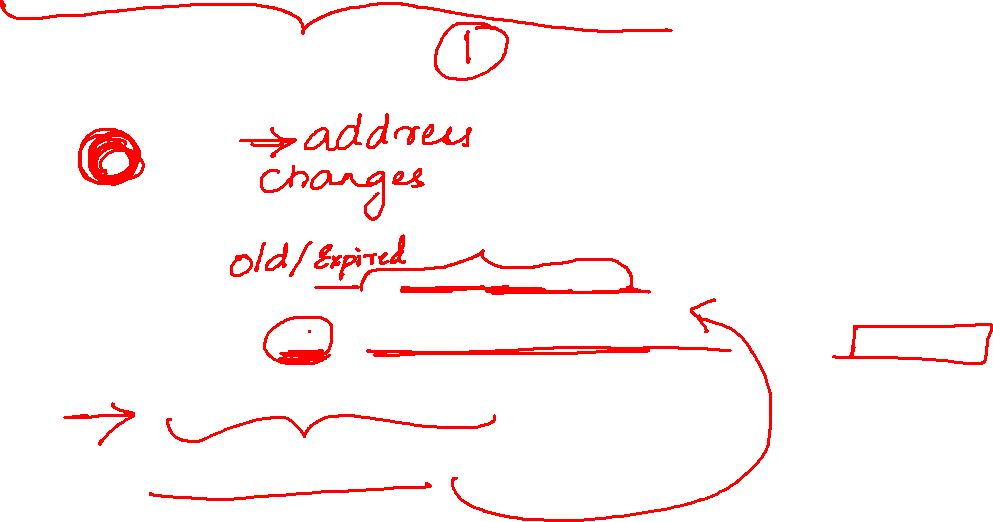 1
→ address
changes
old/Expired